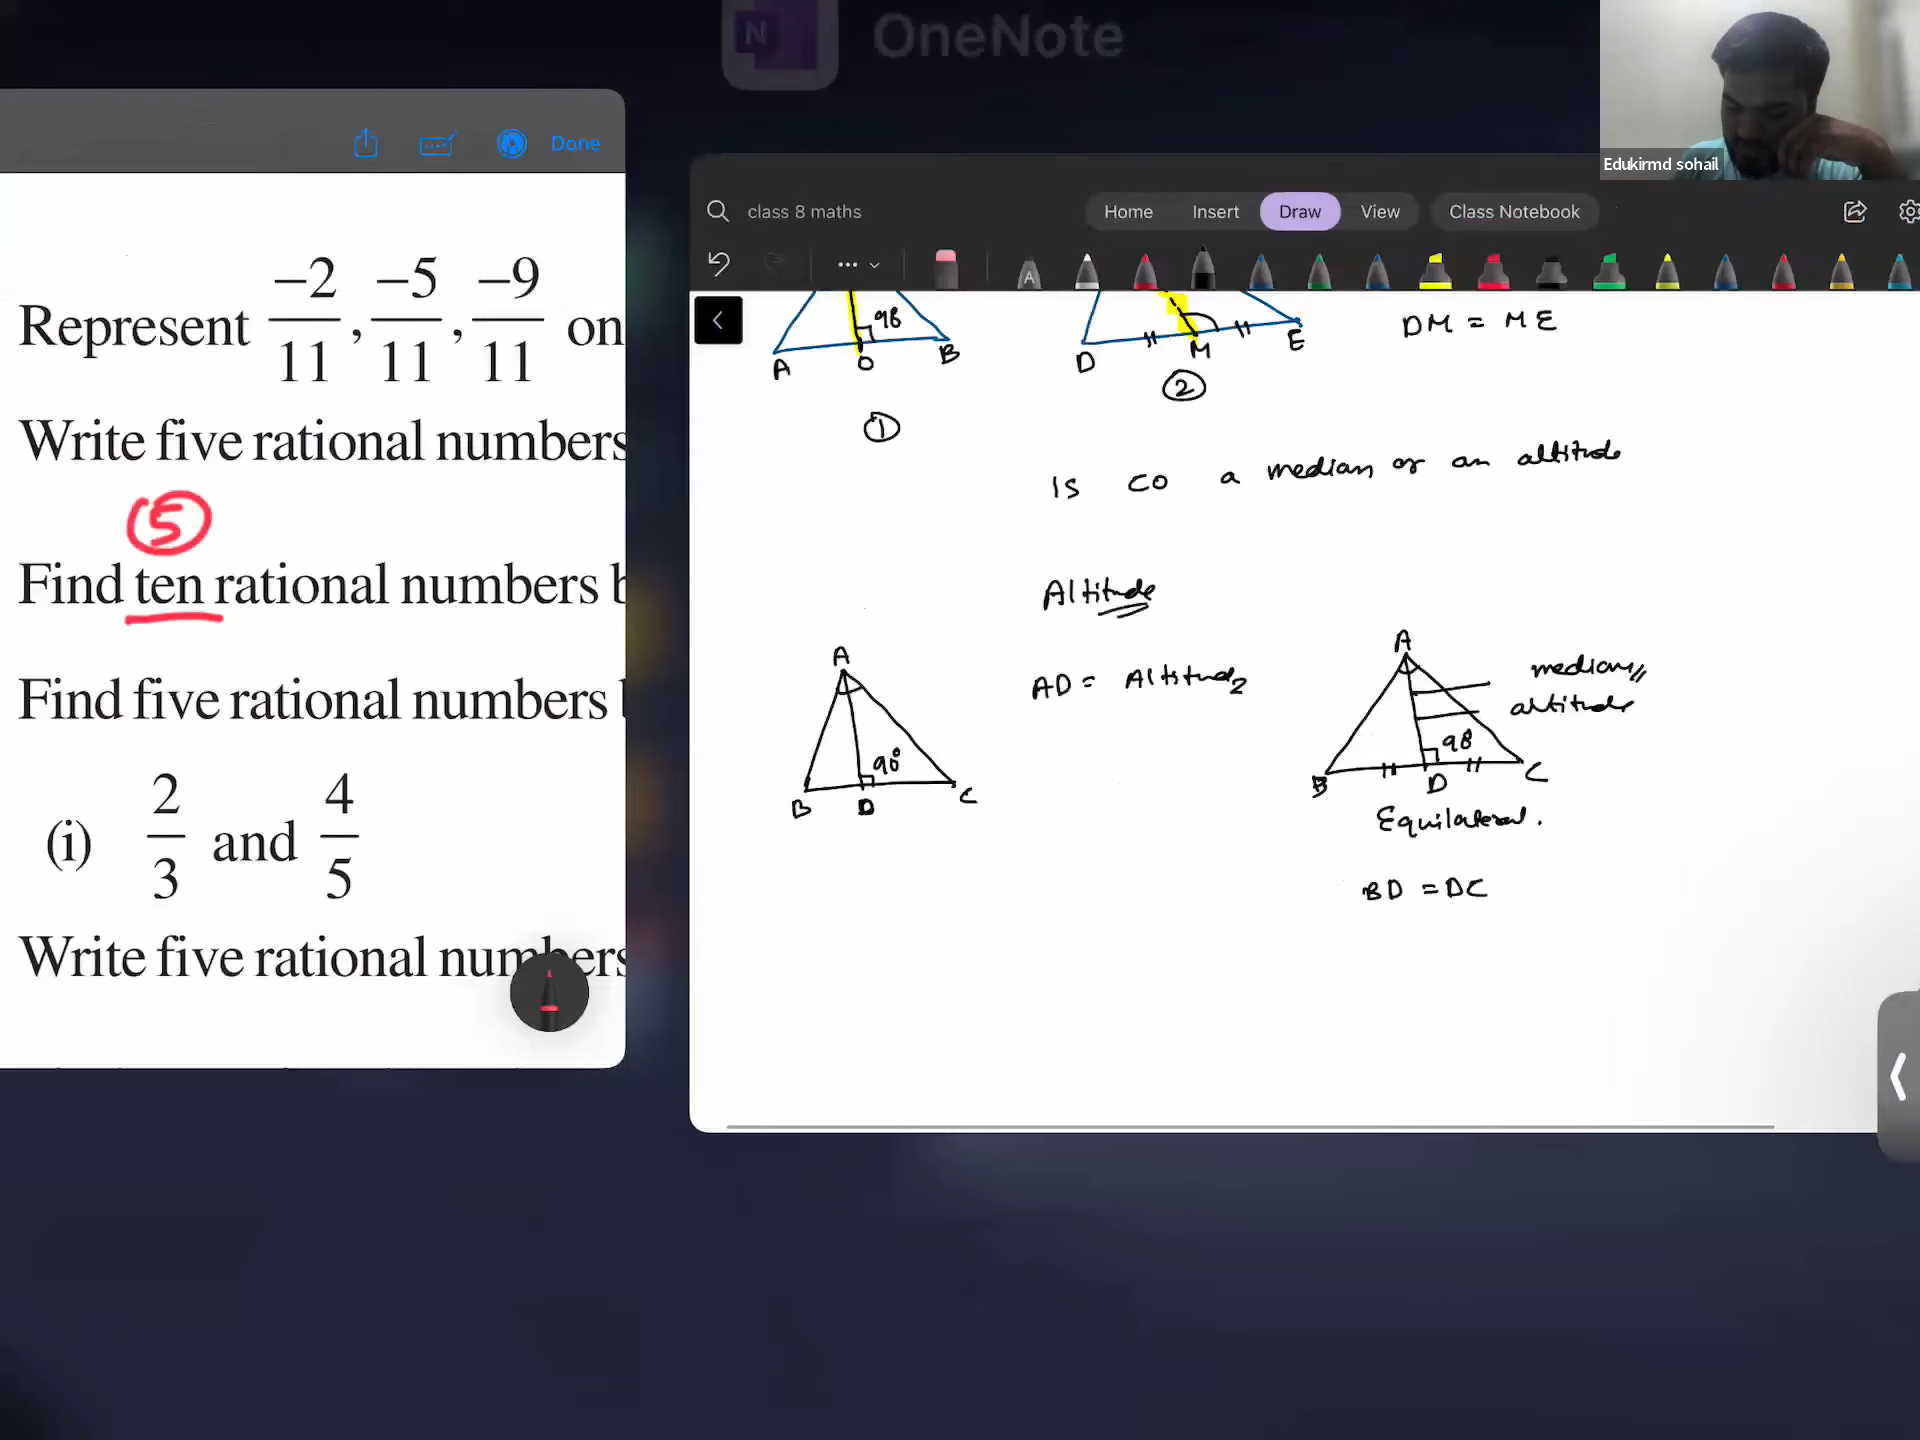 OneNote
Edukirmd sohail
Done
Represent −2/11, −5/11, −9/11 on
Write five rational numbers
5
Find ten rational numbers b
Find five rational numbers
(i) 2/3 and 4/5
Write five rational numbers
class 8 maths
Home Insert Draw View Class Notebook
A
90
A O B
1
D M E
2
DM = ME
Is CO a median or an altitude
Altitude
A
90°
B D C
AD = Altitude
A
median
altitude
90
B D C
Equilateral.
BD = DC